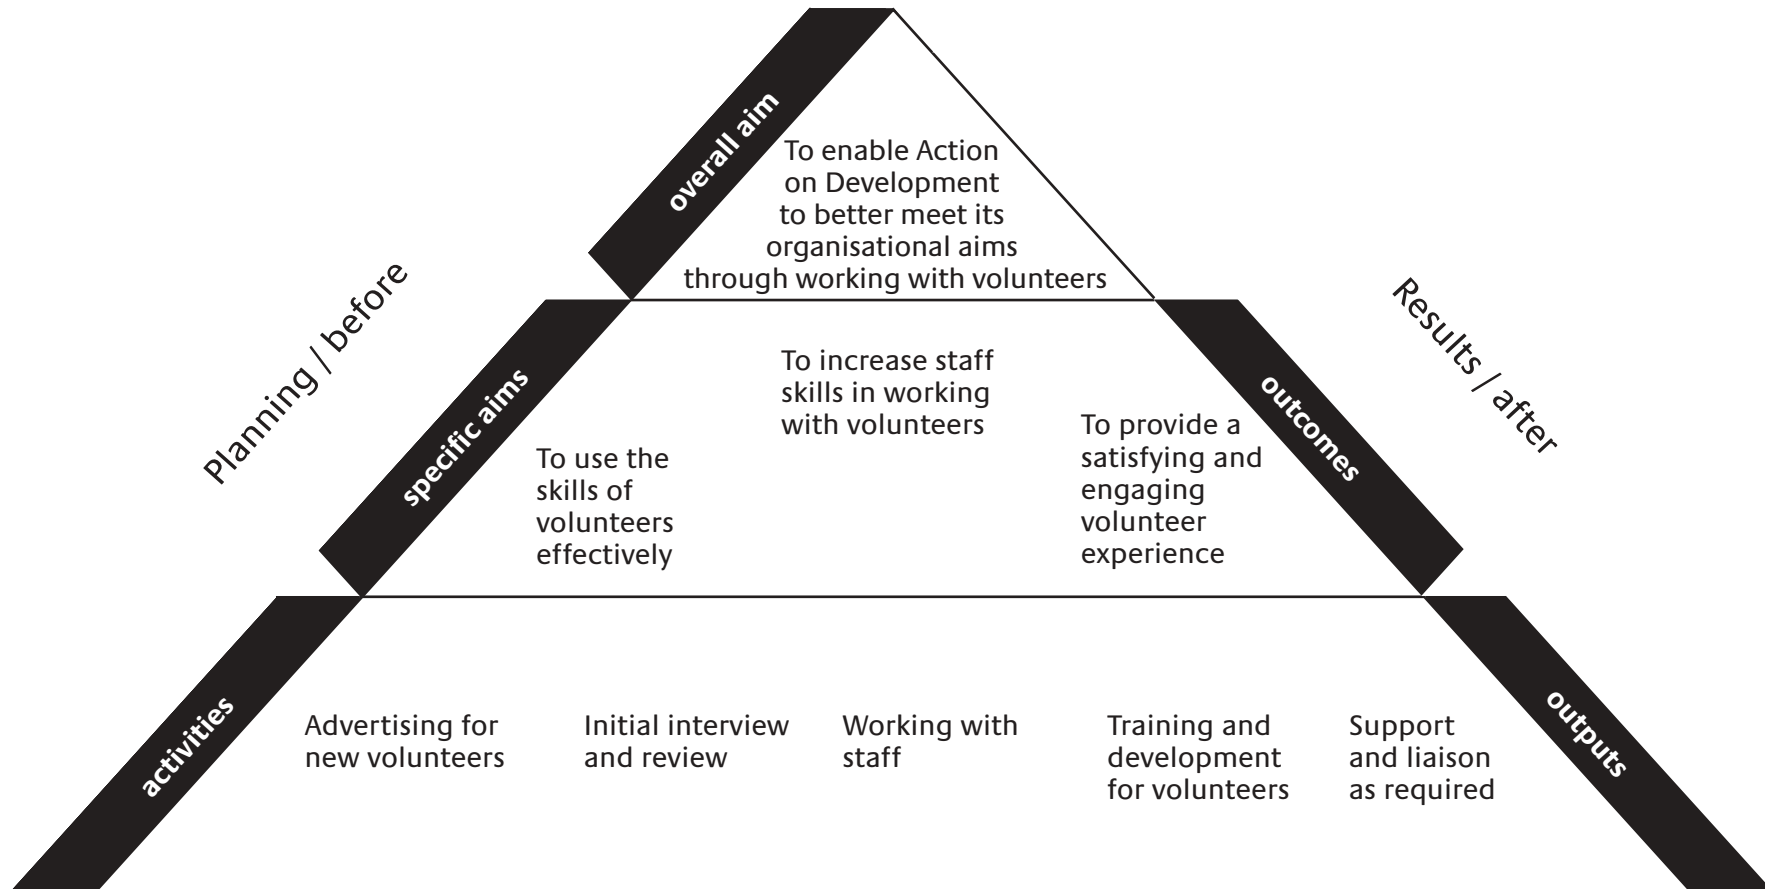 overall aim
To enable Action
on Development
to better meet its
organisational aims
through working with volunteers
Planning / before
Results / after
specific aims
To use the
skills of
volunteers
effectively
To increase staff
skills in working
with volunteers
To provide a
satisfying and
engaging
volunteer
experience
outcomes
activities
Advertising for
new volunteers
Initial interview
and review
Working with
staff
Training and
development
for volunteers
Support
and liaison
as required
outputs